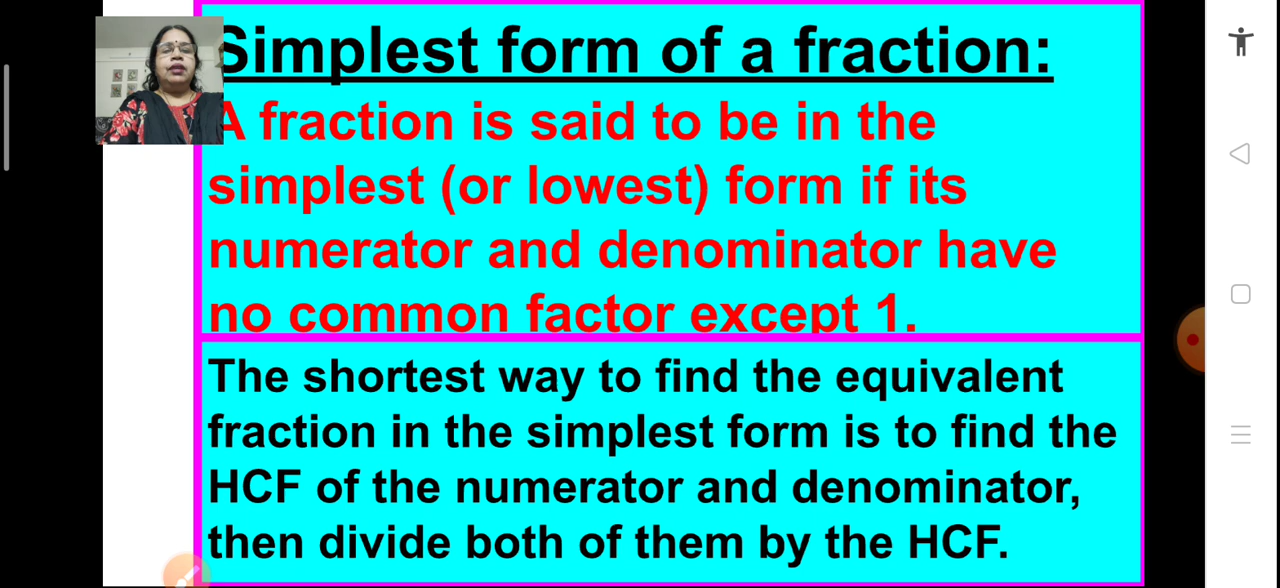 Simplest form of a fraction:
A fraction is said to be in the
simplest (or lowest) form if its
numerator and denominator have
no common factor except 1.
The shortest way to find the equivalent
fraction in the simplest form is to find the
HCF of the numerator and denominator,
then divide both of them by the HCF.